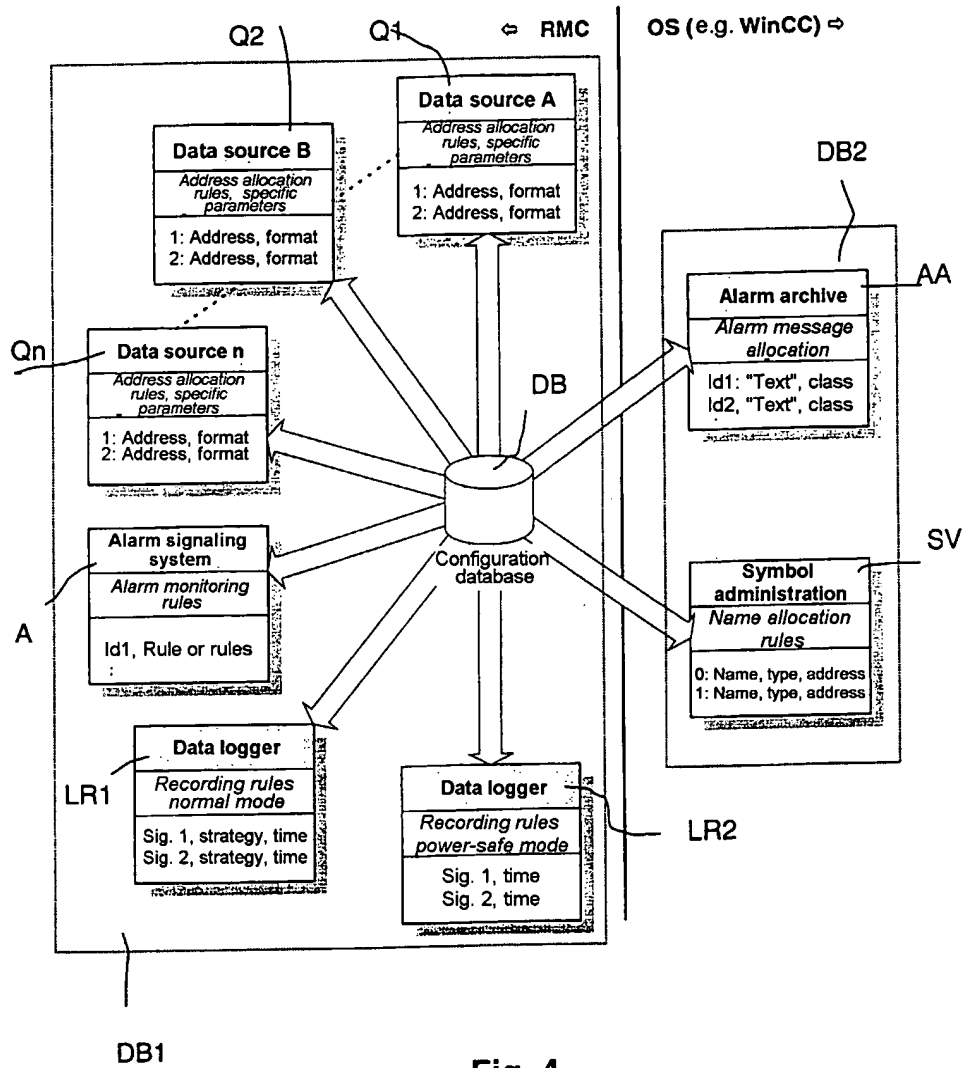 Q2
Q1
⇦ RMC
OS (e.g. WinCC) ⇨
Data source A
Address allocation
rules, specific
parameters
1: Address, format
2: Address, format
Data source B
Address allocation
rules, specific
parameters
1: Address, format
2: Address, format
DB2
AA
Alarm archive
Alarm message
allocation
Id1: "Text", class
Id2, "Text", class
Qn
Data source n
Address allocation
rules, specific
parameters
1: Address, format
2: Address, format
DB
Configuration
database
Alarm signaling
system
Alarm monitoring
rules
Id1, Rule or rules
A
SV
Symbol
administration
Name allocation
rules
0: Name, type, address
1: Name, type, address
Data logger
Recording rules
normal mode
Sig. 1, strategy, time
Sig. 2, strategy, time
LR1
Data logger
Recording rules
power-safe mode
Sig. 1, time
Sig. 2, time
LR2
DB1
Fig. 4